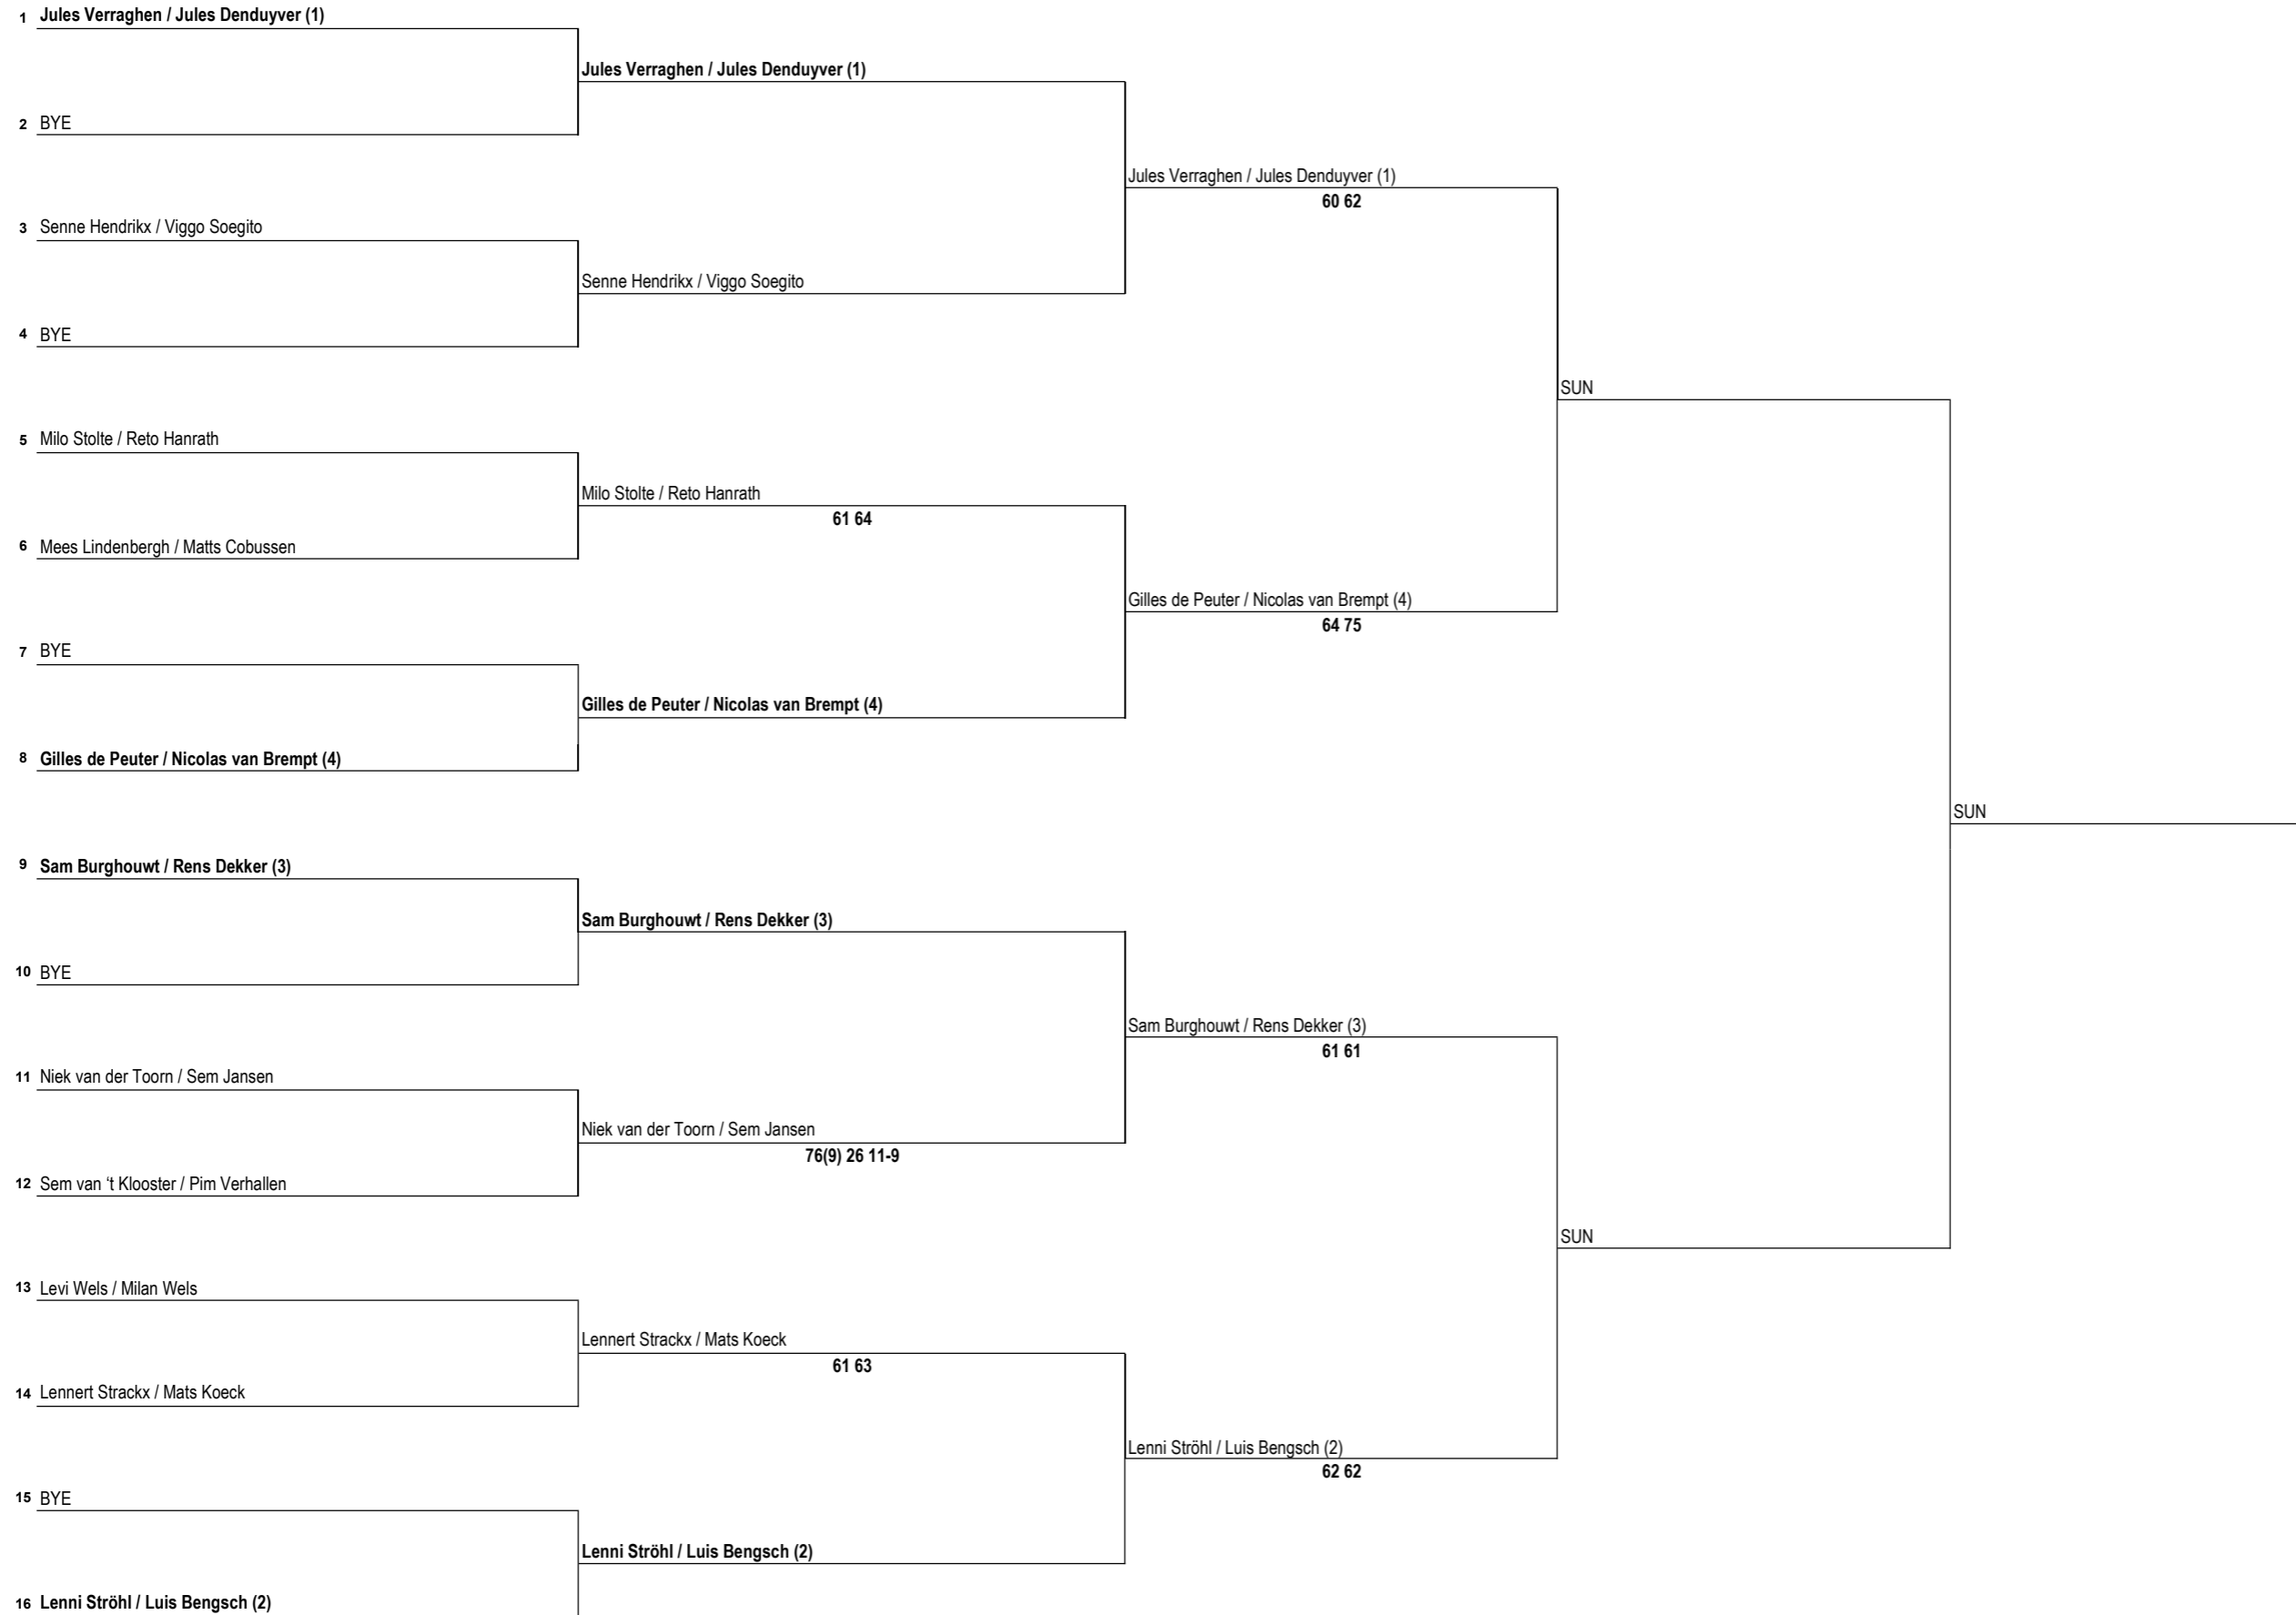 1 Jules Verraghen / Jules Denduyver (1)
Jules Verraghen / Jules Denduyver (1)
2 BYE
Jules Verraghen / Jules Denduyver (1)
60 62
3 Senne Hendrikx / Viggo Soegito
Senne Hendrikx / Viggo Soegito
4 BYE
SUN
5 Milo Stolte / Reto Hanrath
Milo Stolte / Reto Hanrath
61 64
6 Mees Lindenbergh / Matts Cobussen
Gilles de Peuter / Nicolas van Brempt (4)
64 75
7 BYE
Gilles de Peuter / Nicolas van Brempt (4)
8 Gilles de Peuter / Nicolas van Brempt (4)
SUN
9 Sam Burghouwt / Rens Dekker (3)
Sam Burghouwt / Rens Dekker (3)
10 BYE
Sam Burghouwt / Rens Dekker (3)
61 61
11 Niek van der Toorn / Sem Jansen
Niek van der Toorn / Sem Jansen
76(9) 26 11-9
12 Sem van ‘t Klooster / Pim Verhallen
SUN
13 Levi Wels / Milan Wels
Lennert Strackx / Mats Koeck
61 63
14 Lennert Strackx / Mats Koeck
Lenni Ströhl / Luis Bengsch (2)
62 62
15 BYE
Lenni Ströhl / Luis Bengsch (2)
16 Lenni Ströhl / Luis Bengsch (2)